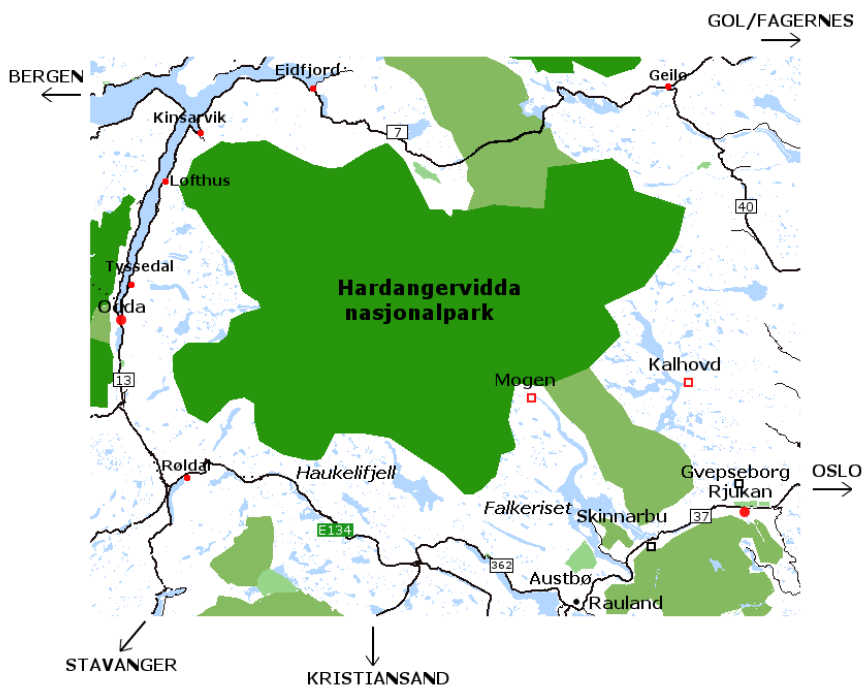 GOL/FAGERNES
BERGEN
Eidfjord
Geilo
Kinsarvik
7
Lofthus
40
Tyssedal
Hardangervidda
nasjonalpark
Odda
Kalhovd
13
Mogen
Røldal
Haukelifjell
Gvepseborg
OSLO
Rjukan
Falkeriset
Skinnarbu
37
E134
362
Austbø
Rauland
STAVANGER
KRISTIANSAND